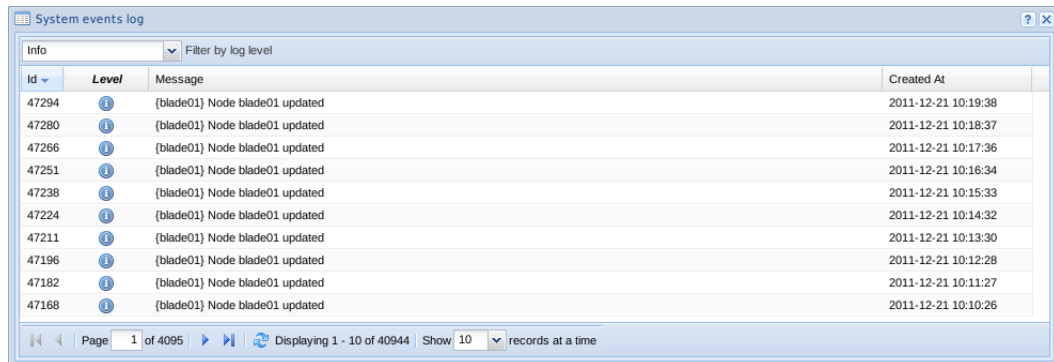 System events log
Info Filter by log level
Id Level Message Created At
47294 {blade01} Node blade01 updated 2011-12-21 10:19:38
47280 {blade01} Node blade01 updated 2011-12-21 10:18:37
47266 {blade01} Node blade01 updated 2011-12-21 10:17:36
47251 {blade01} Node blade01 updated 2011-12-21 10:16:34
47238 {blade01} Node blade01 updated 2011-12-21 10:15:33
47224 {blade01} Node blade01 updated 2011-12-21 10:14:32
47211 {blade01} Node blade01 updated 2011-12-21 10:13:30
47196 {blade01} Node blade01 updated 2011-12-21 10:12:28
47182 {blade01} Node blade01 updated 2011-12-21 10:11:27
47168 {blade01} Node blade01 updated 2011-12-21 10:10:26
Page 1 of 4095 Displaying 1 - 10 of 40944 Show 10 records at a time